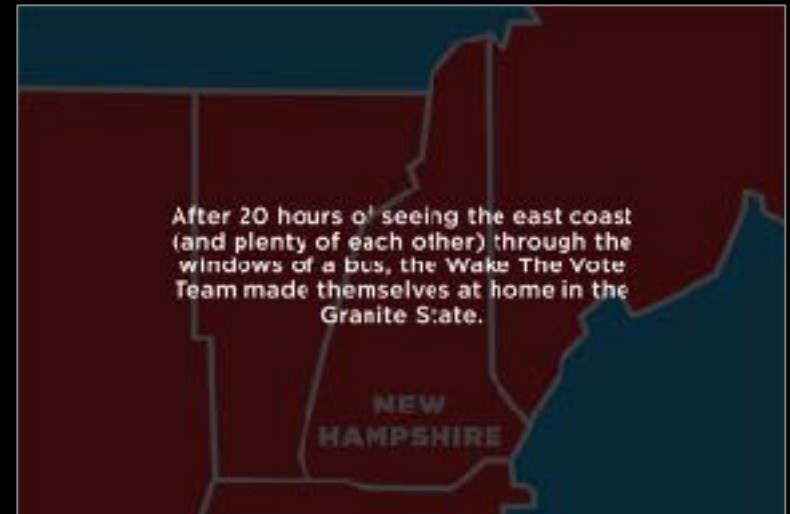 After 20 hours of seeing the east coast
(and plenty of each other) through the
windows of a bus, the Wake The Vote
Team made themselves at home in the
Granite State.
NEW
HAMPSHIRE